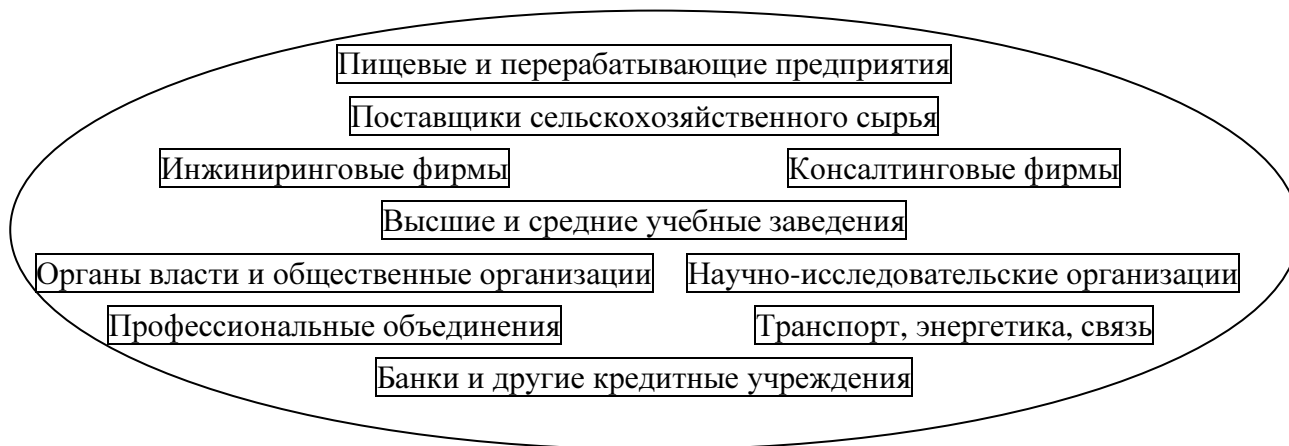 Пищевые и перерабатывающие предприятия
Поставщики сельскохозяйственного сырья
Инжиниринговые фирмы
Консалтинговые фирмы
Высшие и средние учебные заведения
Органы власти и общественные организации
Научно-исследовательские организации
Профессиональные объединения
Транспорт, энергетика, связь
Банки и другие кредитные учреждения